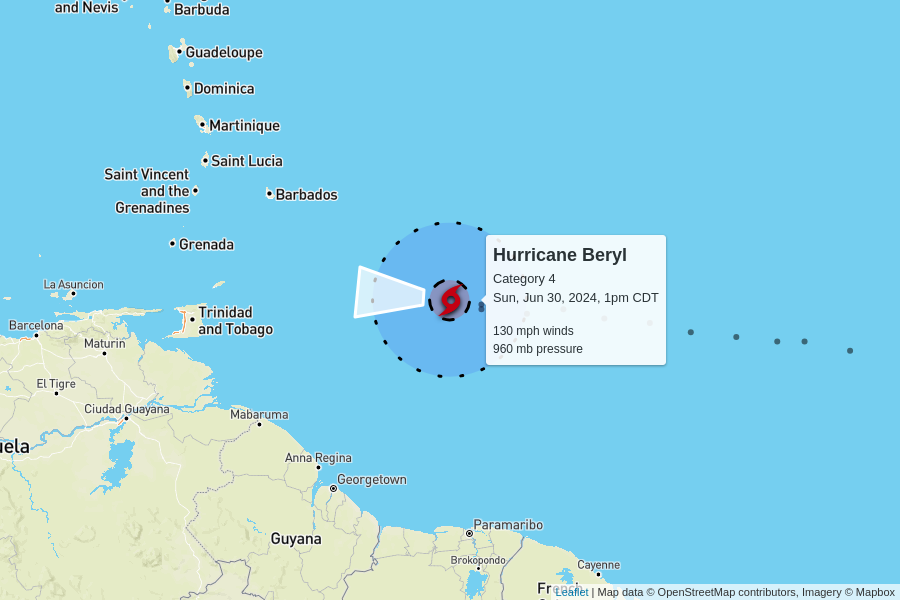 and Nevis
Barbuda
Guadeloupe
Dominica
Martinique
Saint Lucia
Saint Vincent
and the
Grenadines
Barbados
Grenada
La Asuncion
Trinidad
and Tobago
Barcelona
Maturin
El Tigre
Ciudad Guayana
Mabaruma
uela
Anna Regina
Georgetown
Guyana
Paramaribo
Brokopondo
Cayenne
Hurricane Beryl
Category 4
Sun, Jun 30, 2024, 1pm CDT
130 mph winds
960 mb pressure
Leaflet | Map data © OpenStreetMap contributors, Imagery © Mapbox